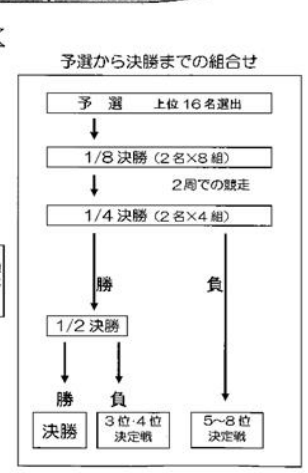 予選から決勝までの組合せ
予 選 上位16名選出
1/8決勝(2名×8組)
2周での競走
1/4決勝(2名×4組)
勝 負
1/2決勝
勝 負
決勝 3位·4位 5〜8位
決定戦 決定戦